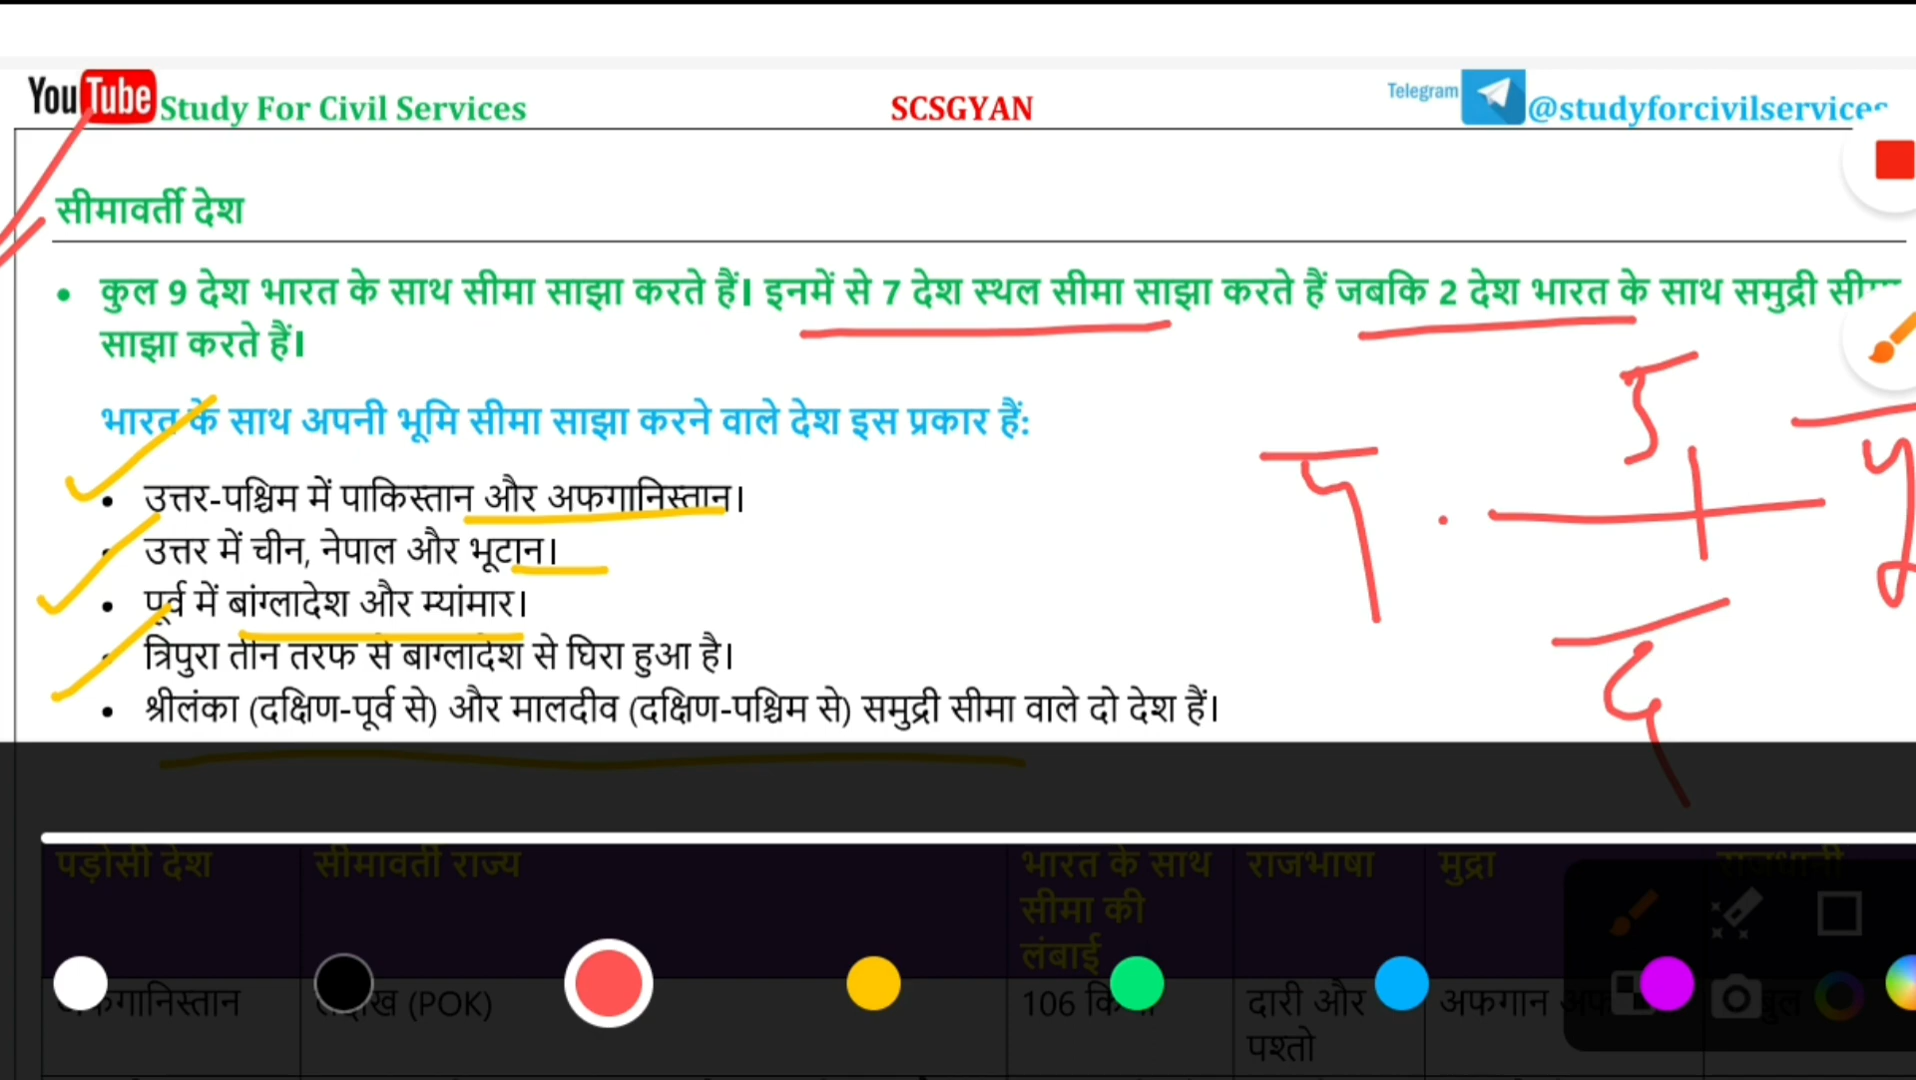 YouTube Study For Civil Services SCSGYAN Telegram @studyforcivilservices
सीमावर्ती देश
• कुल 9 देश भारत के साथ सीमा साझा करते हैं। इनमें से 7 देश स्थल सीमा साझा करते हैं जबकि 2 देश भारत के साथ समुद्री
साझा करते हैं।
भारत के साथ अपनी भूमि सीमा साझा करने वाले देश इस प्रकार हैं:
• उत्तर-पश्चिम में पाकिस्तान और अफगानिस्तान।
• उत्तर में चीन, नेपाल और भूटान।
• पूर्व में बांग्लादेश और म्यांमार।
• त्रिपुरा तीन तरफ से बांग्लादेश से घिरा हुआ है।
• श्रीलंका (दक्षिण-पूर्व से) और मालदीव (दक्षिण-पश्चिम से) समुद्री सीमा वाले दो देश हैं।
उ
प पू
द
पड़ोसी देश सीमावर्ती राज्य भारत के साथ राजभाषा मुद्रा
सीमा की
लंबाई
(POK) 106 दारी और अफगान
पश्तो